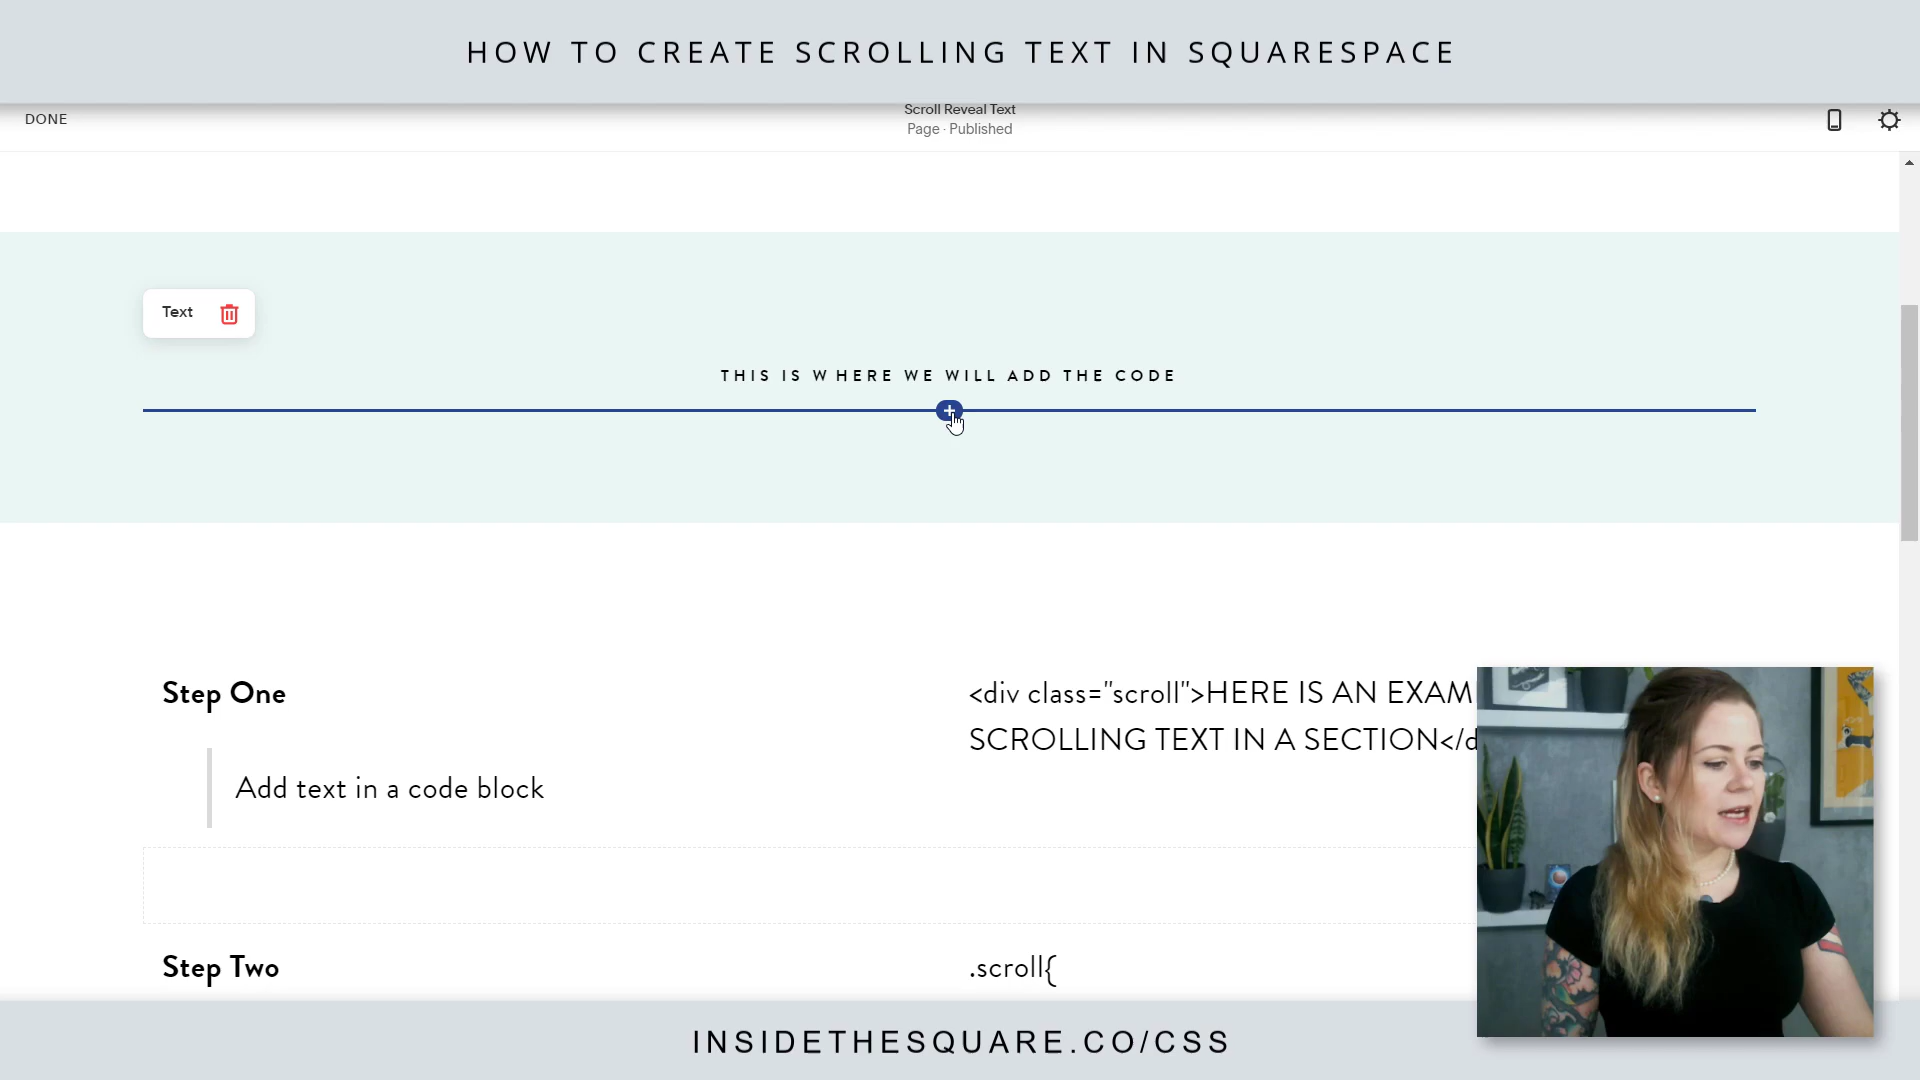 HOW TO CREATE SCROLLING TEXT IN SQUARESPACE
DONE
Scroll Reveal Text
Page · Published
Text
THIS IS WHERE WE WILL ADD THE CODE
Step One
Add text in a code block
<div class="scroll">HERE IS AN EXAM
SCROLLING TEXT IN A SECTION</d
Step Two
.scroll{
INSIDETHESQUARE.CO/CSS